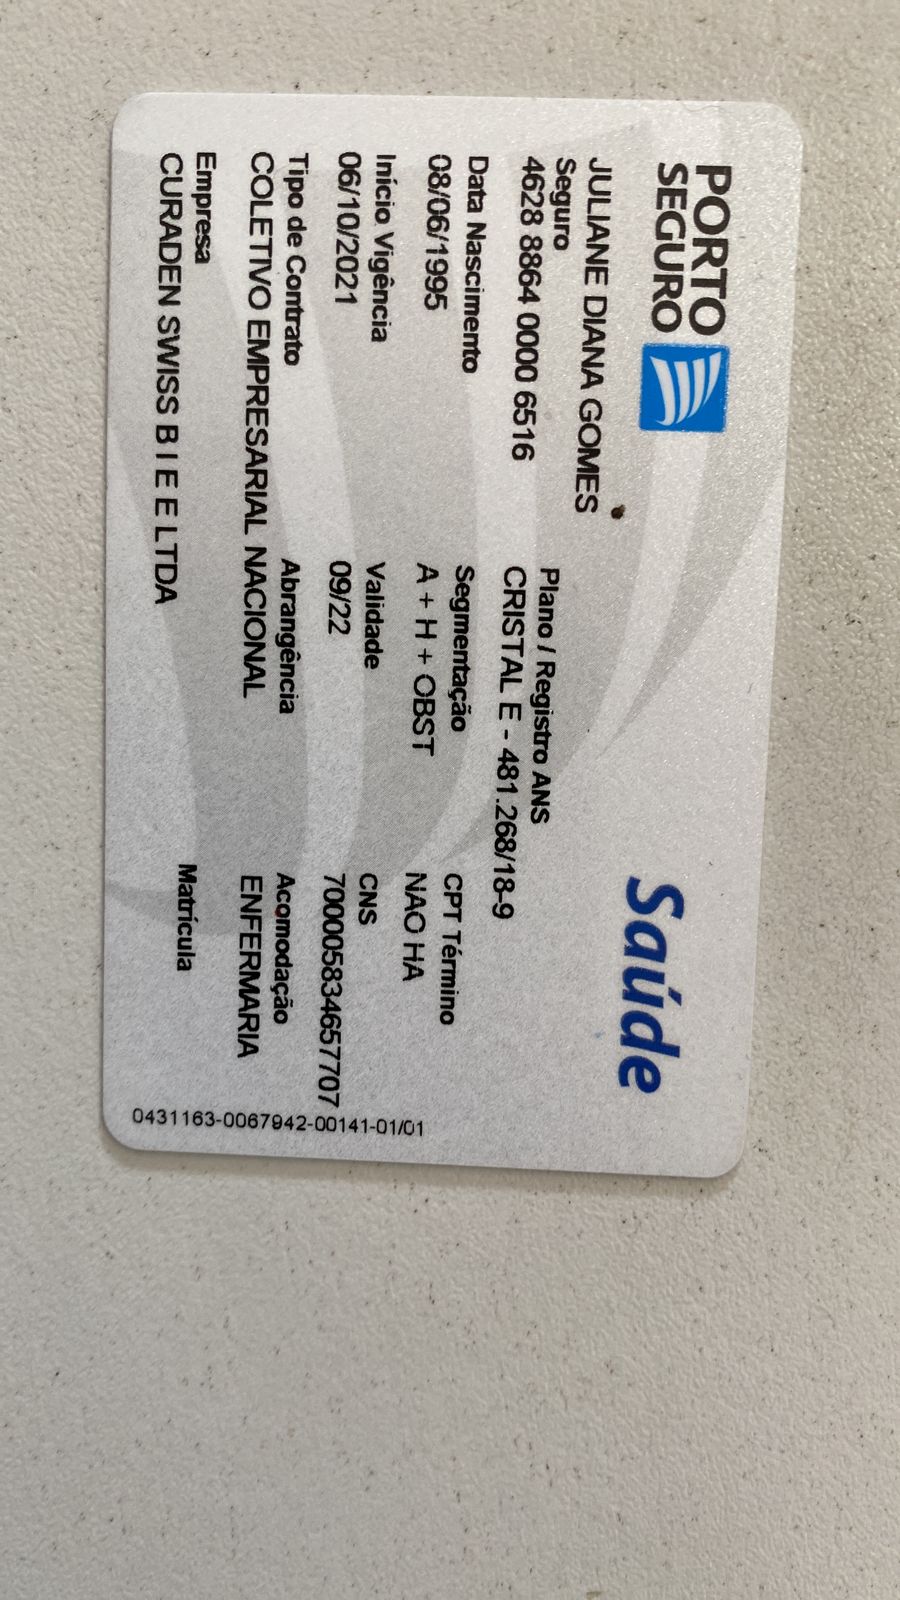 PORTO
SEGURO
Saúde
JULIANE DIANA GOMES
Seguro
4628 8864 0000 6516
Plano / Registro ANS
CRISTAL E - 481.268/18-9
Data Nascimento
08/06/1995
Segmentação
A + H + OBST
CPT Término
NAO HA
Início Vigência
06/10/2021
Validade
09/22
CNS
700005834657707
Tipo de Contrato
COLETIVO EMPRESARIAL
Abrangência
NACIONAL
Acomodação
ENFERMARIA
Empresa
CURADEN SWISS B I E E LTDA
Matrícula
0431163-0067942-00141-01/01